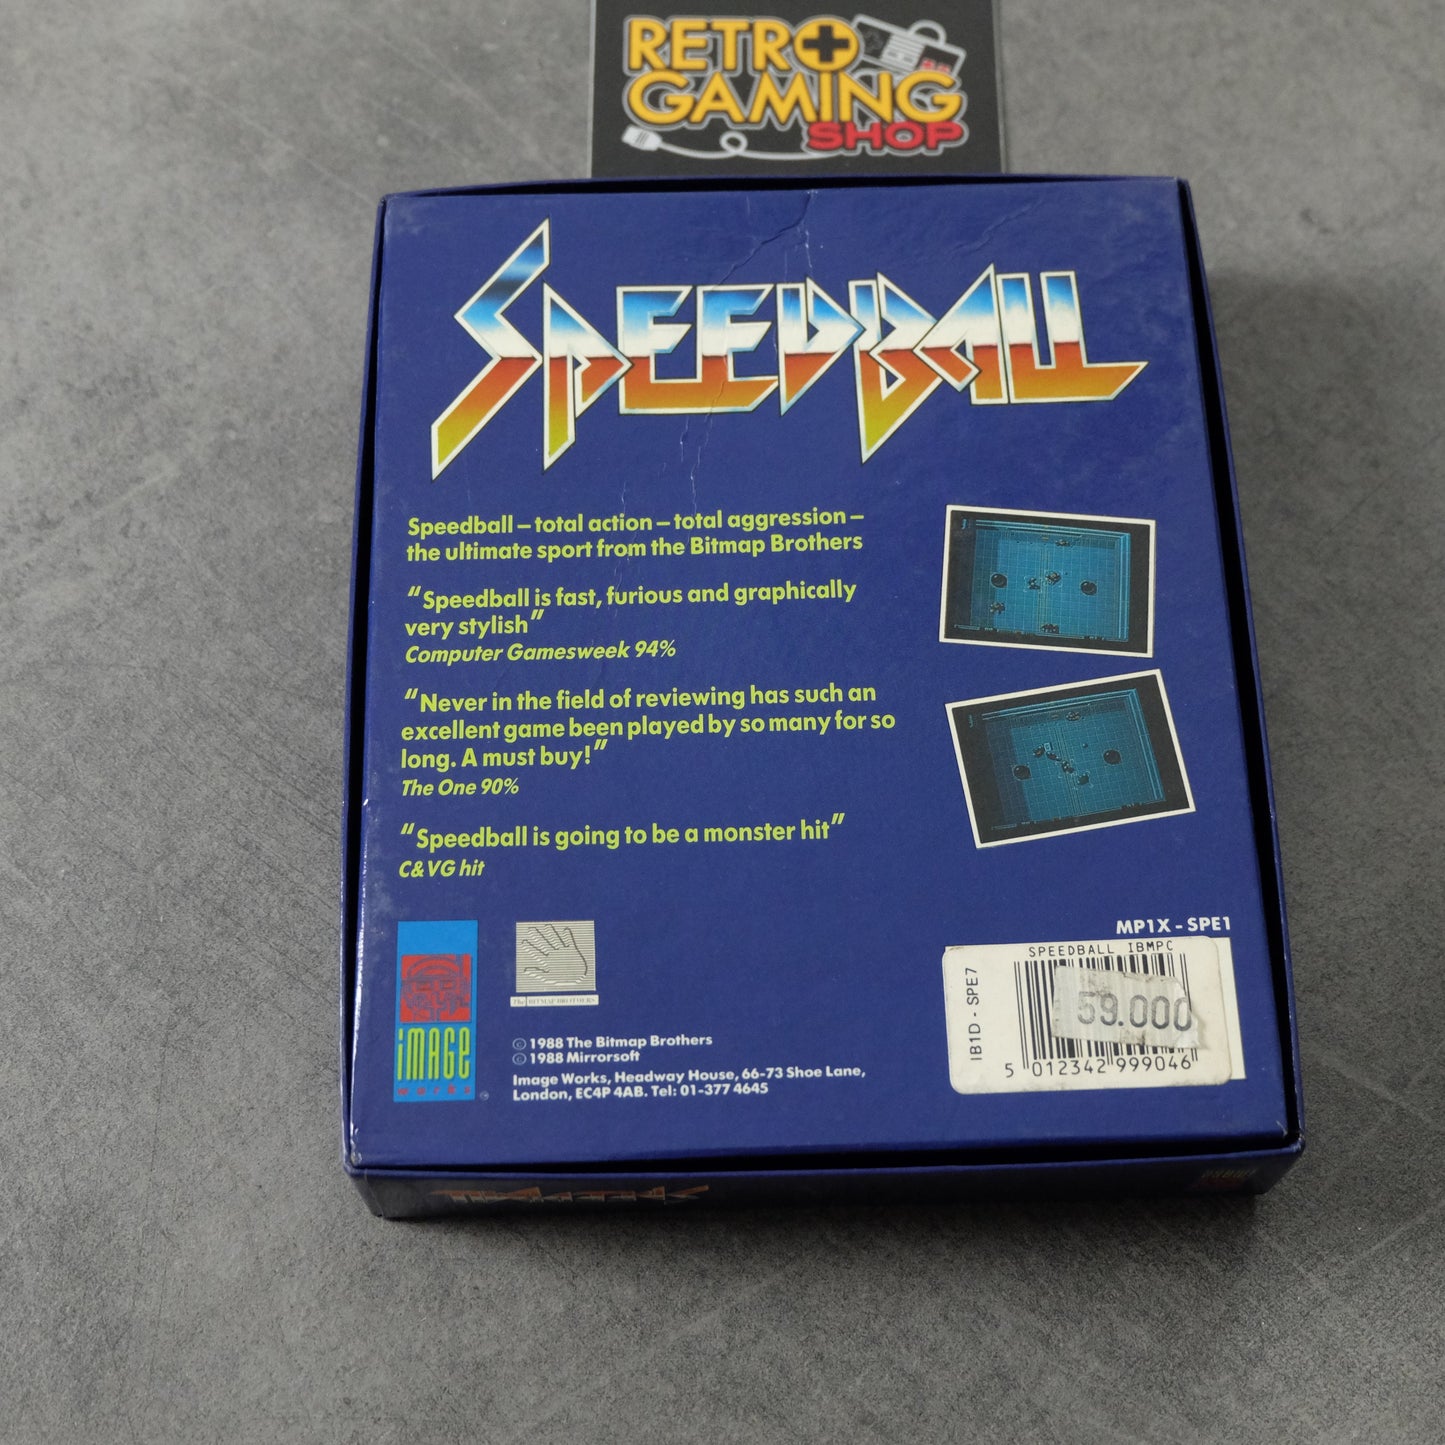 RETRO
GAMING
SHOP
SPEEDBALL
Speedball – total action – total aggression –
the ultimate sport from the Bitmap Brothers
"Speedball is fast, furious and graphically
very stylish"
Computer Gamesweek 94%
"Never in the field of reviewing has such an
excellent game been played by so many for so
long. A must buy!"
The One 90%
"Speedball is going to be a monster hit"
C&VG hit
IMAGE
works
The BITMAP BROTHERS
© 1988 The Bitmap Brothers
© 1988 Mirrorsoft
Image Works, Headway House, 66-73 Shoe Lane,
London, EC4P 4AB. Tel: 01-377 4645
MP1X - SPE1
SPEEDBALL IBMPC
IB1D - SPE7
59.000
5 012342 999046
SPEEDBALL